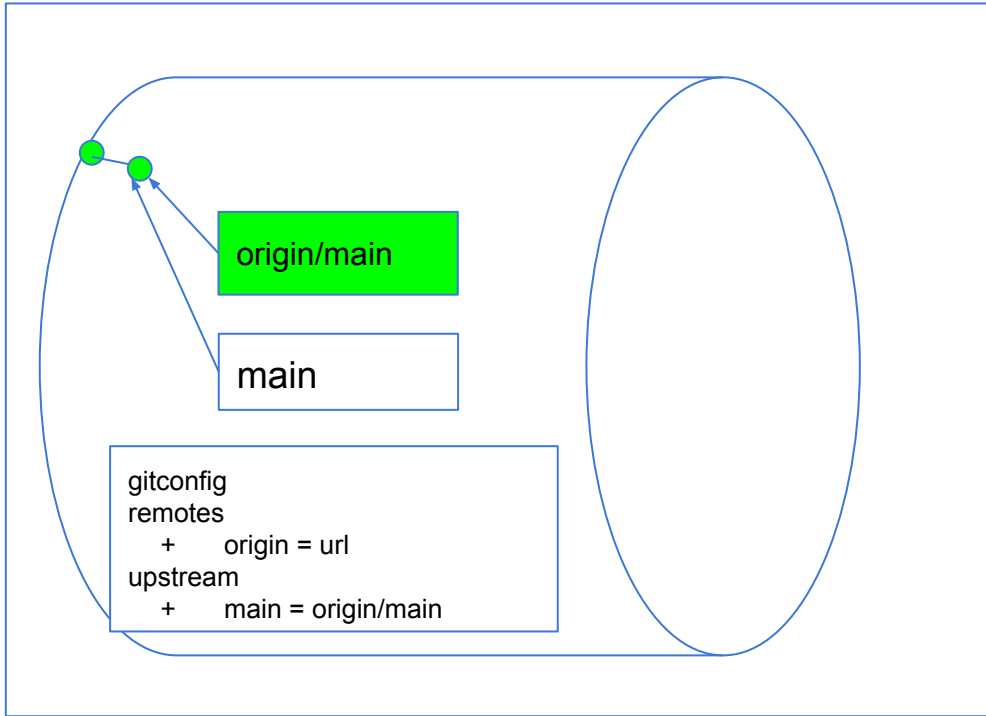 origin/main
main
gitconfig
remotes
+ origin = url
upstream
+ main = origin/main